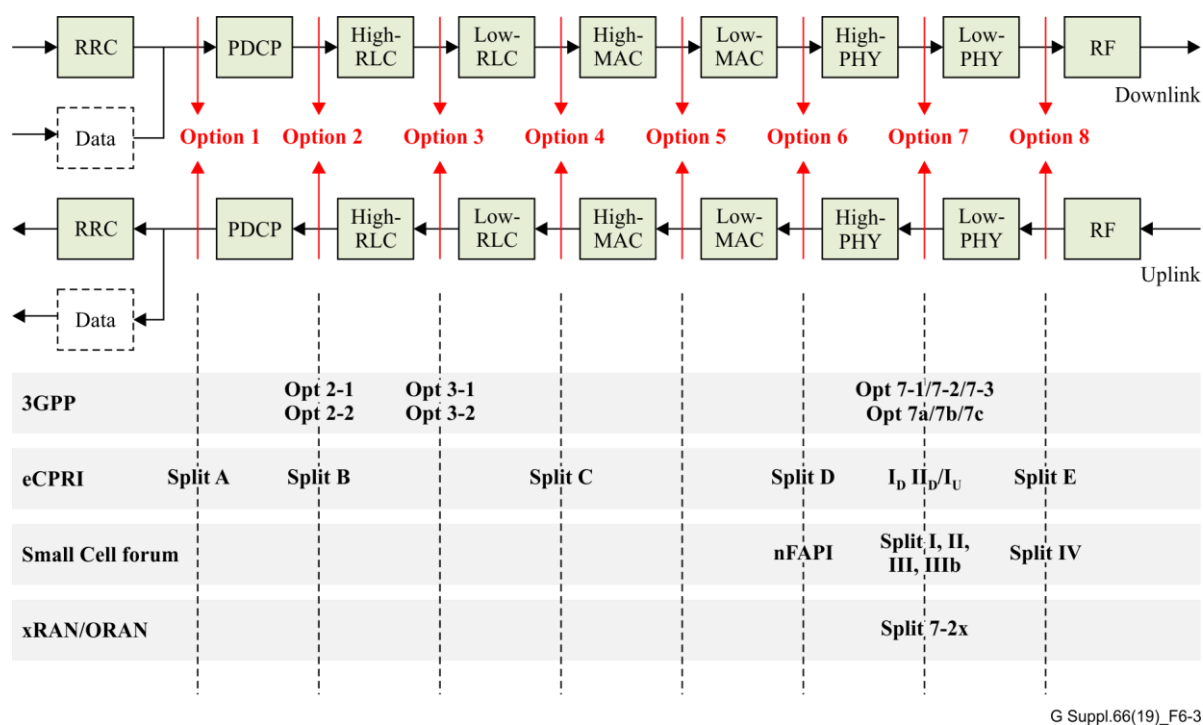 RRC
PDCP
High-
RLC
Low-
RLC
High-
MAC
Low-
MAC
High-
PHY
Low-
PHY
RF
Downlink
Data
Option 1
Option 2
Option 3
Option 4
Option 5
Option 6
Option 7
Option 8
RRC
PDCP
High-
RLC
Low-
RLC
High-
MAC
Low-
MAC
High-
PHY
Low-
PHY
RF
Uplink
Data
3GPP
Opt 2-1
Opt 2-2
Opt 3-1
Opt 3-2
Opt 7-1/7-2/7-3
Opt 7a/7b/7c
eCPRI
Split A
Split B
Split C
Split D
I_D II_D/I_U
Split E
Small Cell forum
nFAPI
Split I, II,
III, IIIb
Split IV
xRAN/ORAN
Split 7-2x
G Suppl.66(19)_F6-3